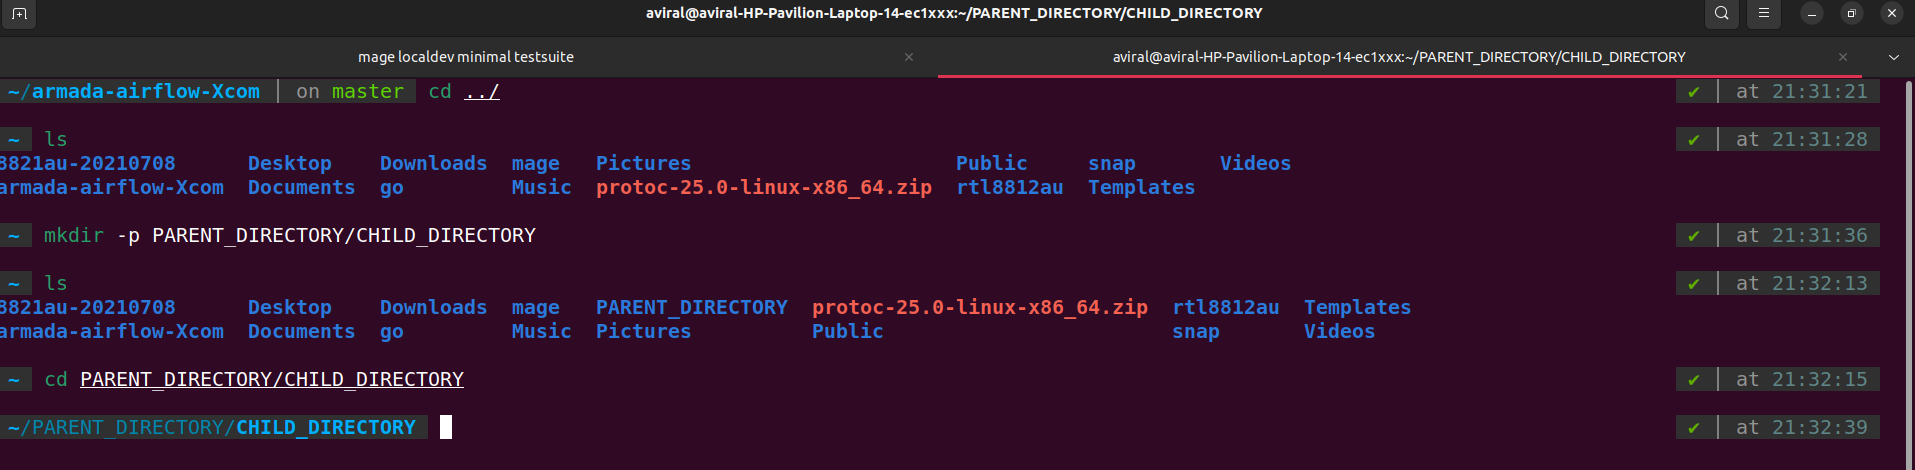 aviral@aviral-HP-Pavilion-Laptop-14-ec1xxx:~/PARENT_DIRECTORY/CHILD_DIRECTORY
mage localdev minimal testsuite × aviral@aviral-HP-Pavilion-Laptop-14-ec1xxx:~/PARENT_DIRECTORY/CHILD_DIRECTORY ×
~/armada-airflow-Xcom | on master cd ../ ✔ | at 21:31:21
~ ls ✔ | at 21:31:28
8821au-20210708 Desktop Downloads mage Pictures Public snap Videos
armada-airflow-Xcom Documents go Music protoc-25.0-linux-x86_64.zip rtl8812au Templates
~ mkdir -p PARENT_DIRECTORY/CHILD_DIRECTORY ✔ | at 21:31:36
~ ls ✔ | at 21:32:13
8821au-20210708 Desktop Downloads mage PARENT_DIRECTORY protoc-25.0-linux-x86_64.zip rtl8812au Templates
armada-airflow-Xcom Documents go Music Pictures Public snap Videos
~ cd PARENT_DIRECTORY/CHILD_DIRECTORY ✔ | at 21:32:15
~/PARENT_DIRECTORY/CHILD_DIRECTORY ✔ | at 21:32:39